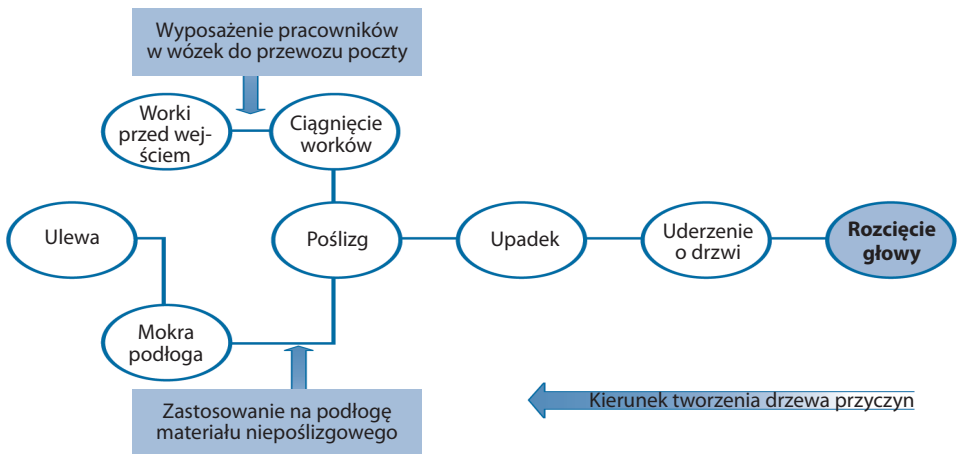 Wyposażenie pracowników
w wózek do przewozu poczty
Worki
przed wej-
ściem
Ciągnięcie
worków
Ulewa
Poślizg
Upadek
Uderzenie
o drzwi
Rozcięcie
głowy
Mokra
podłoga
Zastosowanie na podłogę
materiału niepoślizgowego
Kierunek tworzenia drzewa przyczyn